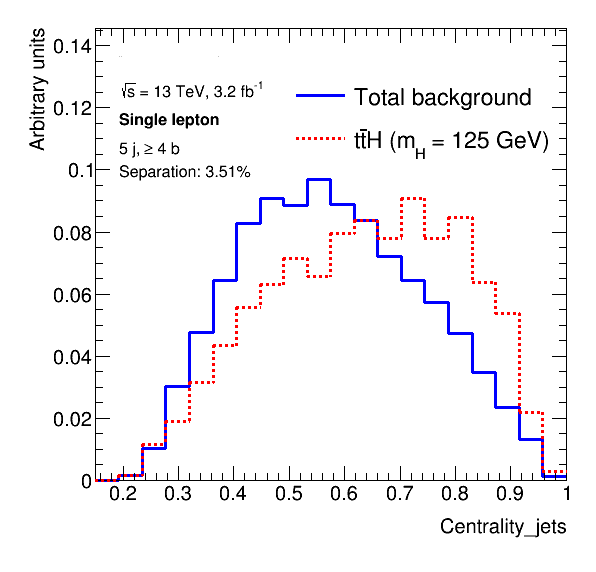 Arbitrary units
0.14
0.12
0.1
0.08
0.06
0.04
0.02
0
√s = 13 TeV, 3.2 fb⁻¹
Single lepton
5 j, ≥ 4 b
Separation: 3.51%
Total background
tt̄H (m_H = 125 GeV)
0.2 0.3 0.4 0.5 0.6 0.7 0.8 0.9 1
Centrality_jets